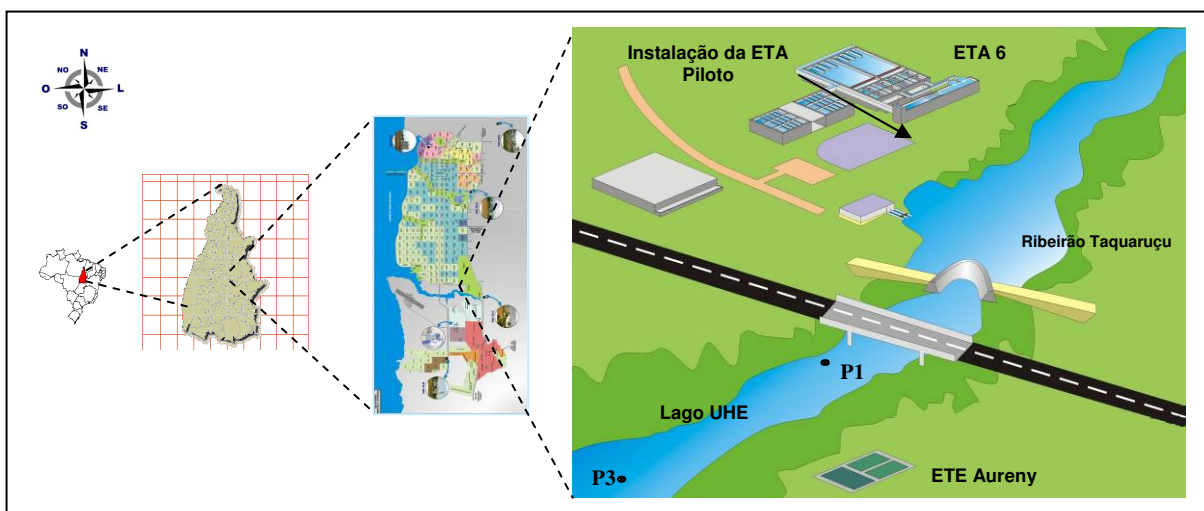 N
NO
NE
O
L
SO
SE
S
Instalação da ETA
Piloto
ETA 6
Ribeirão Taquaruçu
P1
Lago UHE
P3
ETE Aureny